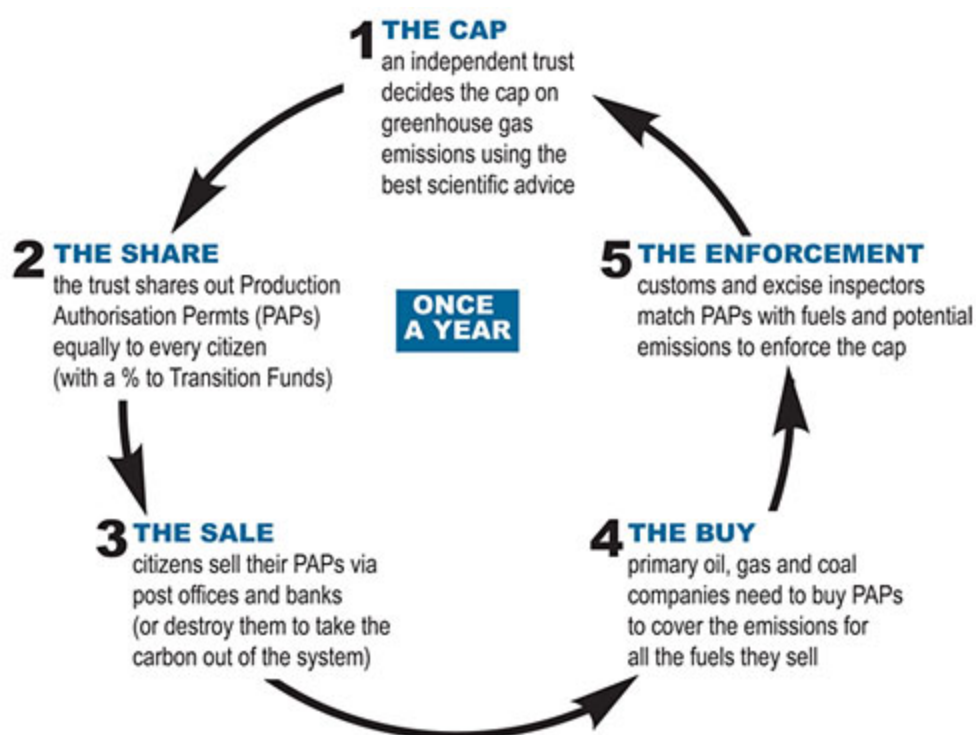 1 THE CAP
an independent trust
decides the cap on
greenhouse gas
emissions using the
best scientific advice
2 THE SHARE
the trust shares out Production
Authorisation Permts (PAPs)
equally to every citizen
(with a % to Transition Funds)
3 THE SALE
citizens sell their PAPs via
post offices and banks
(or destroy them to take the
carbon out of the system)
4 THE BUY
primary oil, gas and coal
companies need to buy PAPs
to cover the emissions for
all the fuels they sell
5 THE ENFORCEMENT
customs and excise inspectors
match PAPs with fuels and potential
emissions to enforce the cap
ONCE
A YEAR